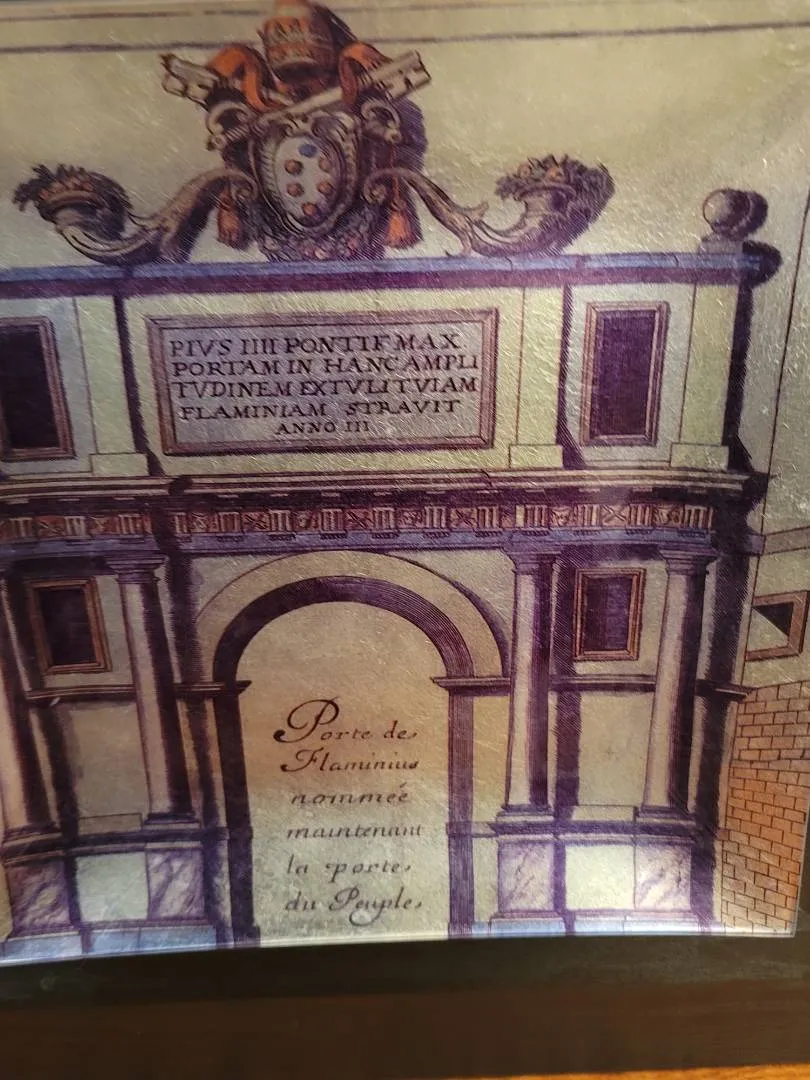 PIVS IIII PONTIF MAX.
PORTAM IN HANC AMPLI
TVDINEM EXTVLIT VIAM
FLAMINIAM STRAVIT
ANNO III
Porte de
Flaminius
nommée
maintenant
la porte
du Peuple